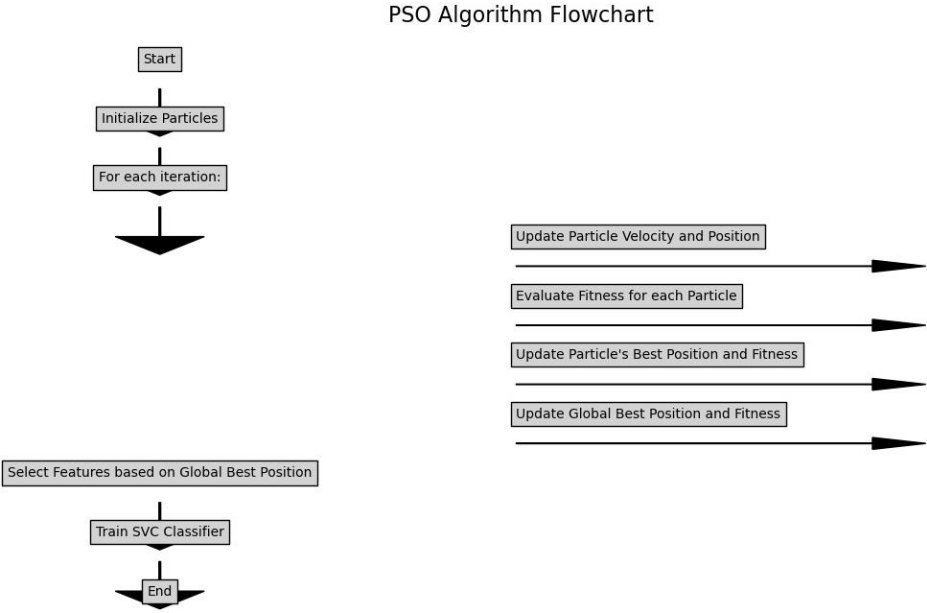 PSO Algorithm Flowchart
Start
Initialize Particles
For each iteration:
Update Particle Velocity and Position
Evaluate Fitness for each Particle
Update Particle's Best Position and Fitness
Update Global Best Position and Fitness
Select Features based on Global Best Position
Train SVC Classifier
End